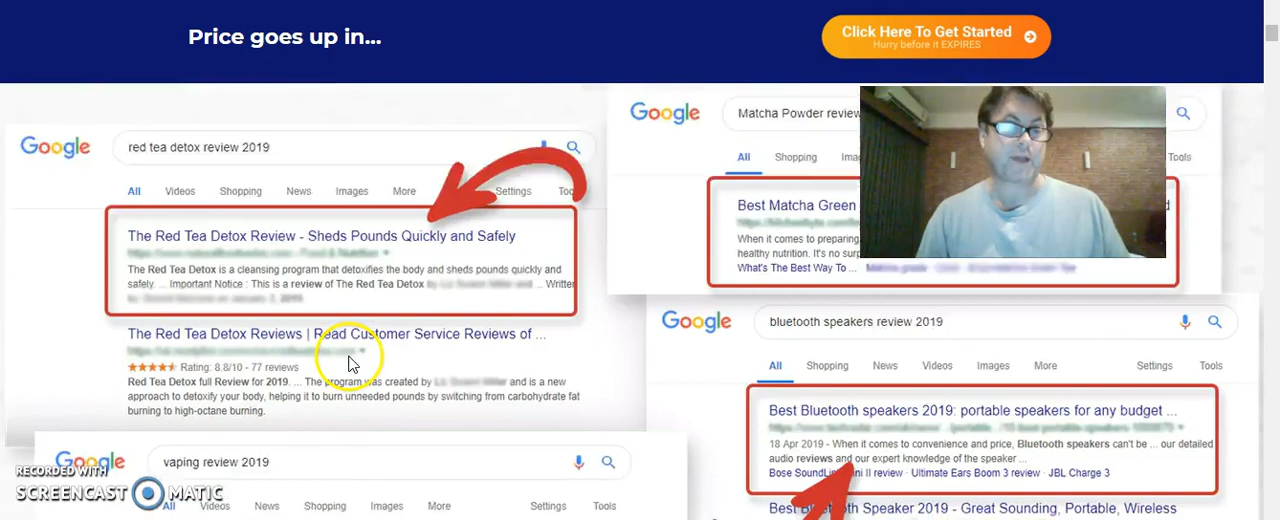 Price goes up in...
Click Here To Get Started
Hurry before it EXPIRES
Google
red tea detox review 2019
All Videos Shopping News Images More Settings
The Red Tea Detox Review - Sheds Pounds Quickly and Safely
The Red Tea Detox is a cleansing program that detoxifies the body and sheds pounds quickly and
safely. ... Important Notice : This is a review of The Red Tea Detox ... Written
The Red Tea Detox Reviews | Read Customer Service Reviews of ...
Rating: 8.8/10 - 77 reviews
Red Tea Detox full Review for 2019. ... The program was created by and is a new
approach to detoxify your body, helping it to burn unneeded pounds by switching from carbohydrate fat
burning to high-octane burning.
Google
Matcha Powder review
All Shopping Tools
Best Matcha Green
When it comes to preparing
healthy nutrition. It's no
What's The Best Way To ...
Google
bluetooth speakers review 2019
All Shopping News Videos Images More Settings Tools
Best Bluetooth speakers 2019: portable speakers for any budget ...
18 Apr 2019 - When it comes to convenience and price, Bluetooth speakers can't be ... our detailed
audio reviews and our expert knowledge of the speaker ...
Bose II review · Ultimate Ears Boom 3 review · JBL Charge 3
Best Bluetooth Speaker 2019 - Great Sounding, Portable, Wireless
Google
vaping review 2019
All Videos News Shopping Images More Settings Tools
RECORDED WITH
SCREENCAST MATIC